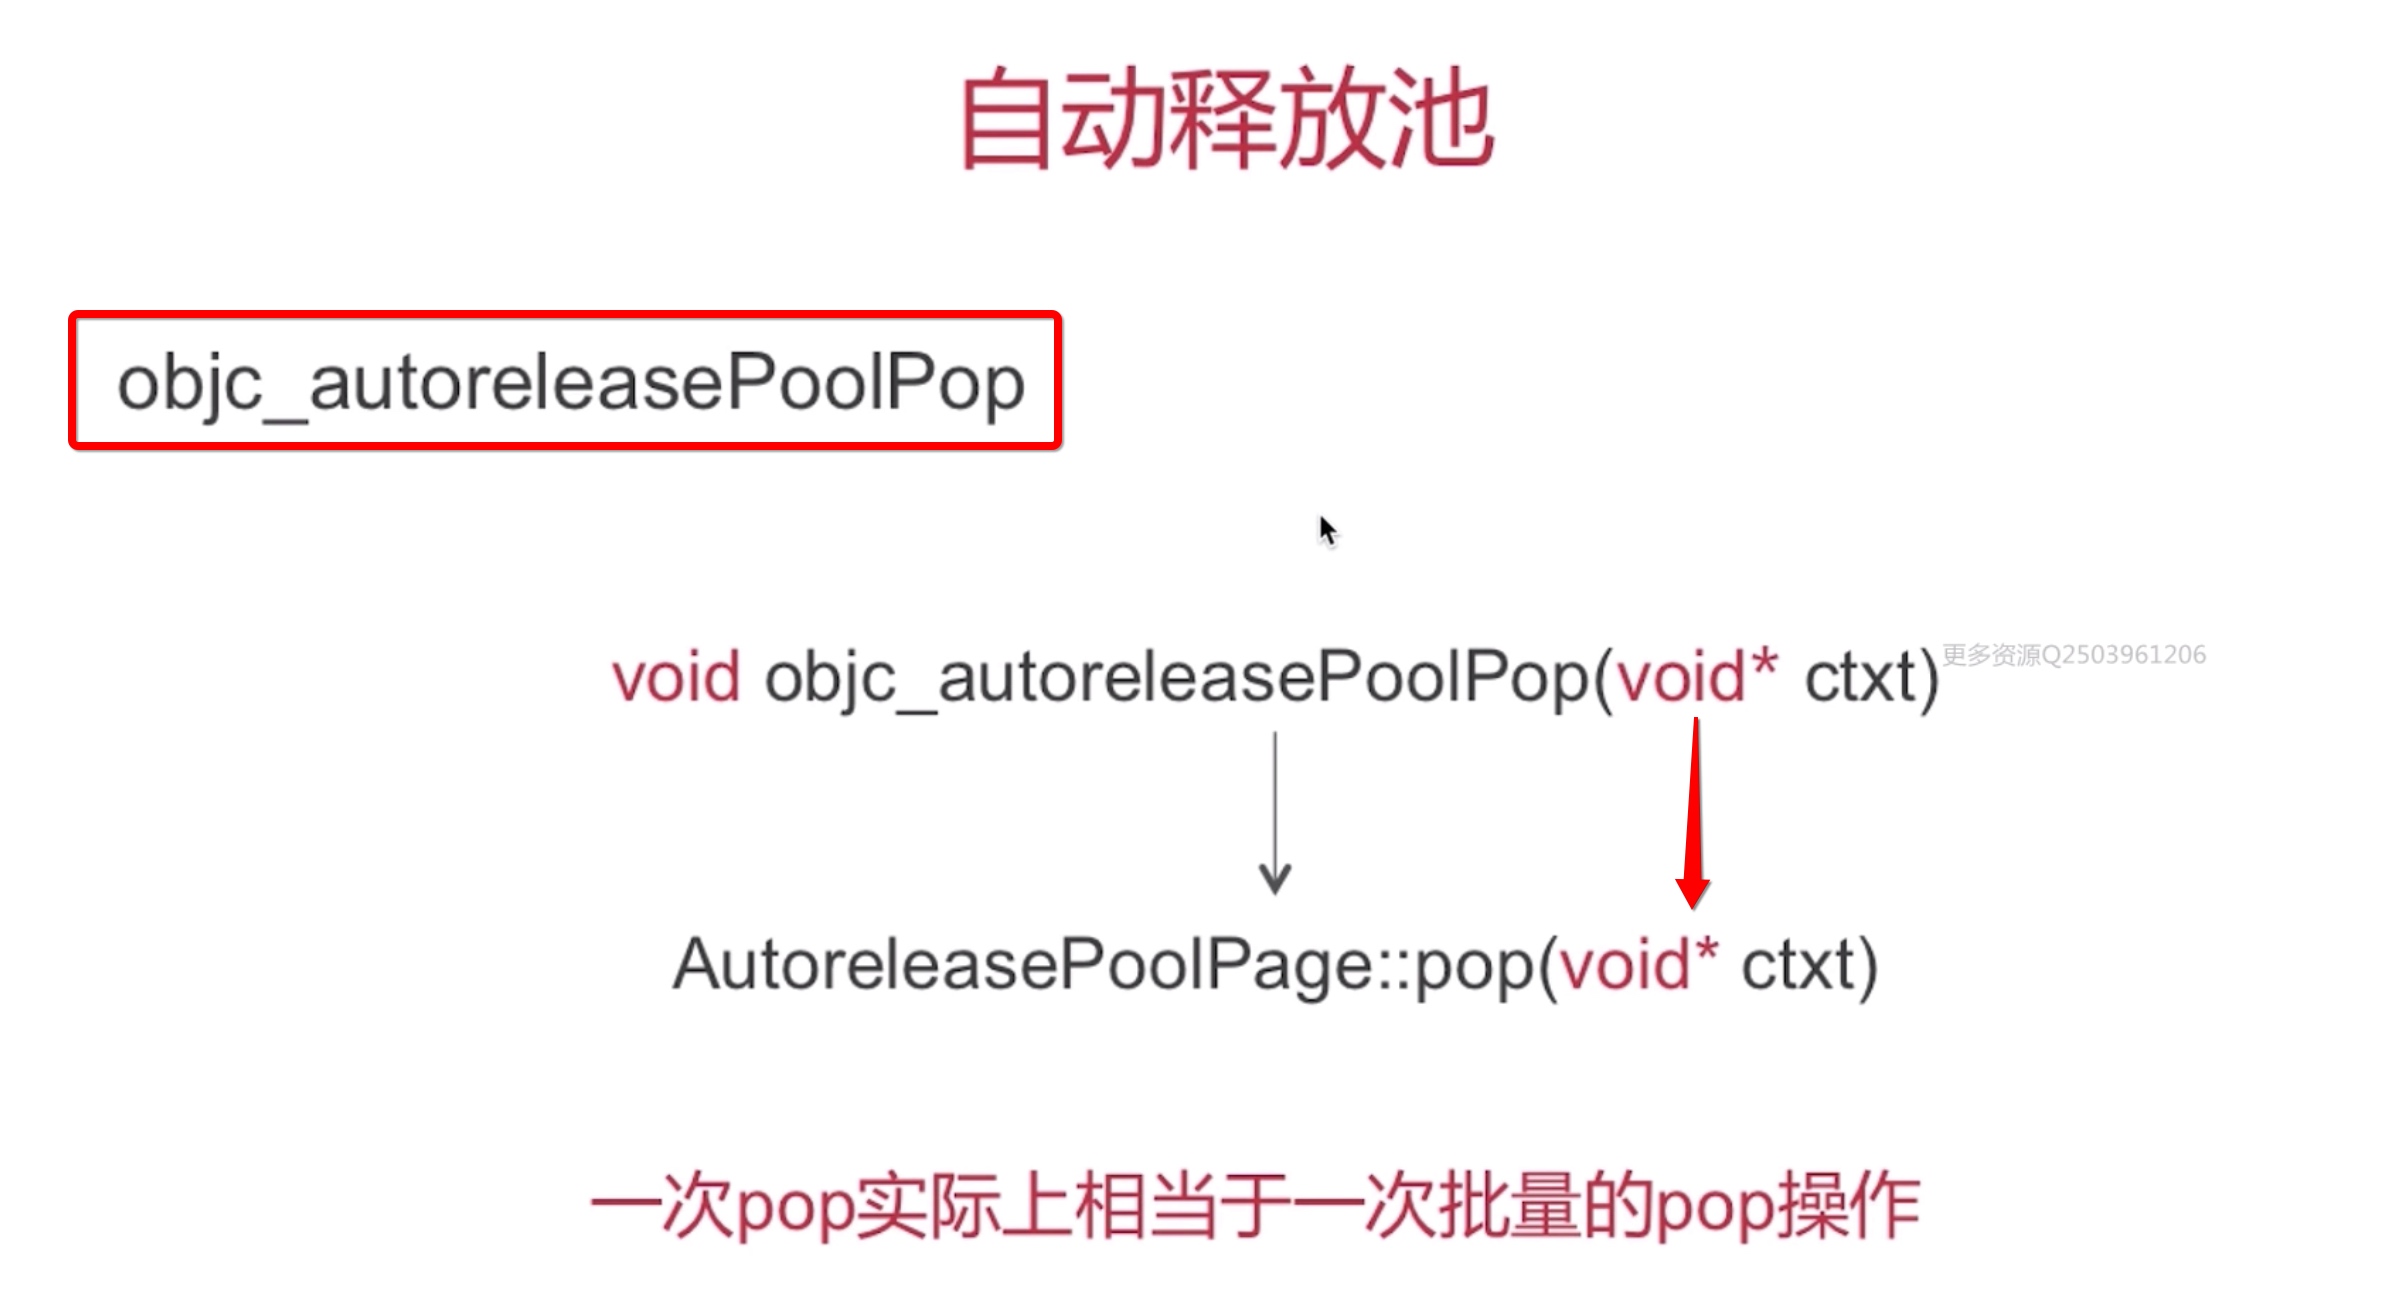 自动释放池
objc_autoreleasePoolPop
void objc_autoreleasePoolPop(void* ctxt)
更多资源Q2503961206
AutoreleasePoolPage::pop(void* ctxt)
一次pop实际上相当于一次批量的pop操作